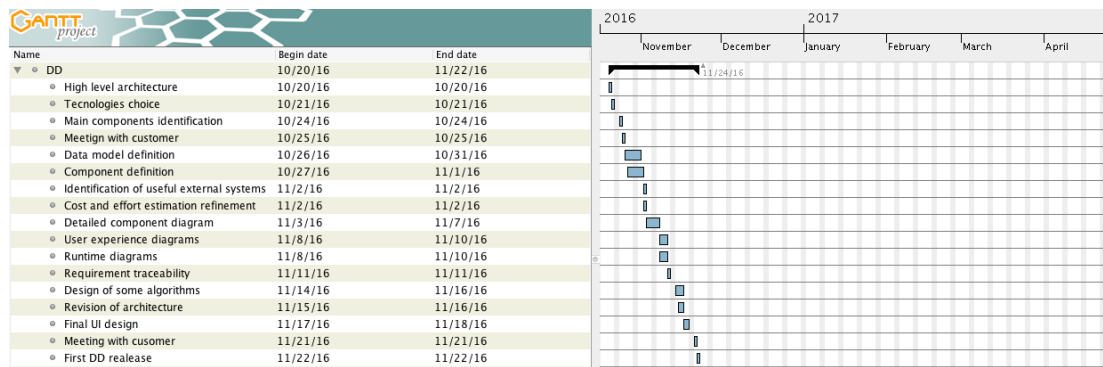 GANTT
project
2016 2017
November December January February March April
Name Begin date End date
DD 10/20/16 11/22/16
11/24/16
High level architecture 10/20/16 10/20/16
Tecnologies choice 10/21/16 10/21/16
Main components identification 10/24/16 10/24/16
Meetign with customer 10/25/16 10/25/16
Data model definition 10/26/16 10/31/16
Component definition 10/27/16 11/1/16
Identification of useful external systems 11/2/16 11/2/16
Cost and effort estimation refinement 11/2/16 11/2/16
Detailed component diagram 11/3/16 11/7/16
User experience diagrams 11/8/16 11/10/16
Runtime diagrams 11/8/16 11/10/16
Requirement traceability 11/11/16 11/11/16
Design of some algorithms 11/14/16 11/16/16
Revision of architecture 11/15/16 11/16/16
Final UI design 11/17/16 11/18/16
Meeting with cusomer 11/21/16 11/21/16
First DD realease 11/22/16 11/22/16